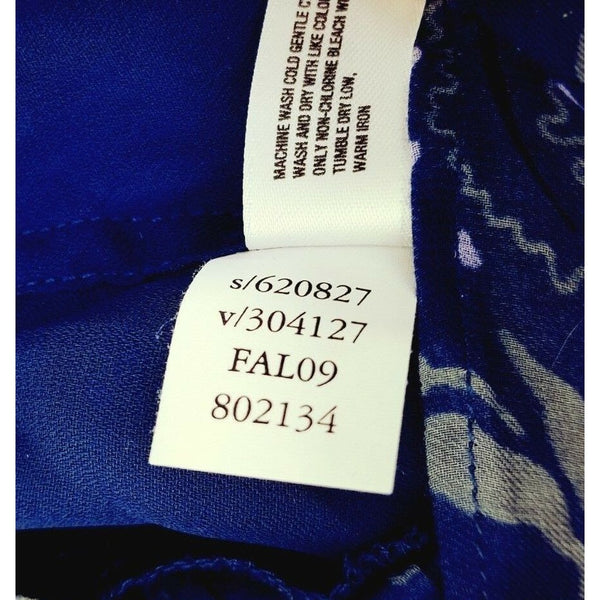 MACHINE WASH COLD GENTLE
WASH AND DRY WITH LIKE
ONLY NON-CHLORINE BLEACH
TUMBLE DRY LOW,
WARM IRON
s/620827
v/304127
FAL09
802134